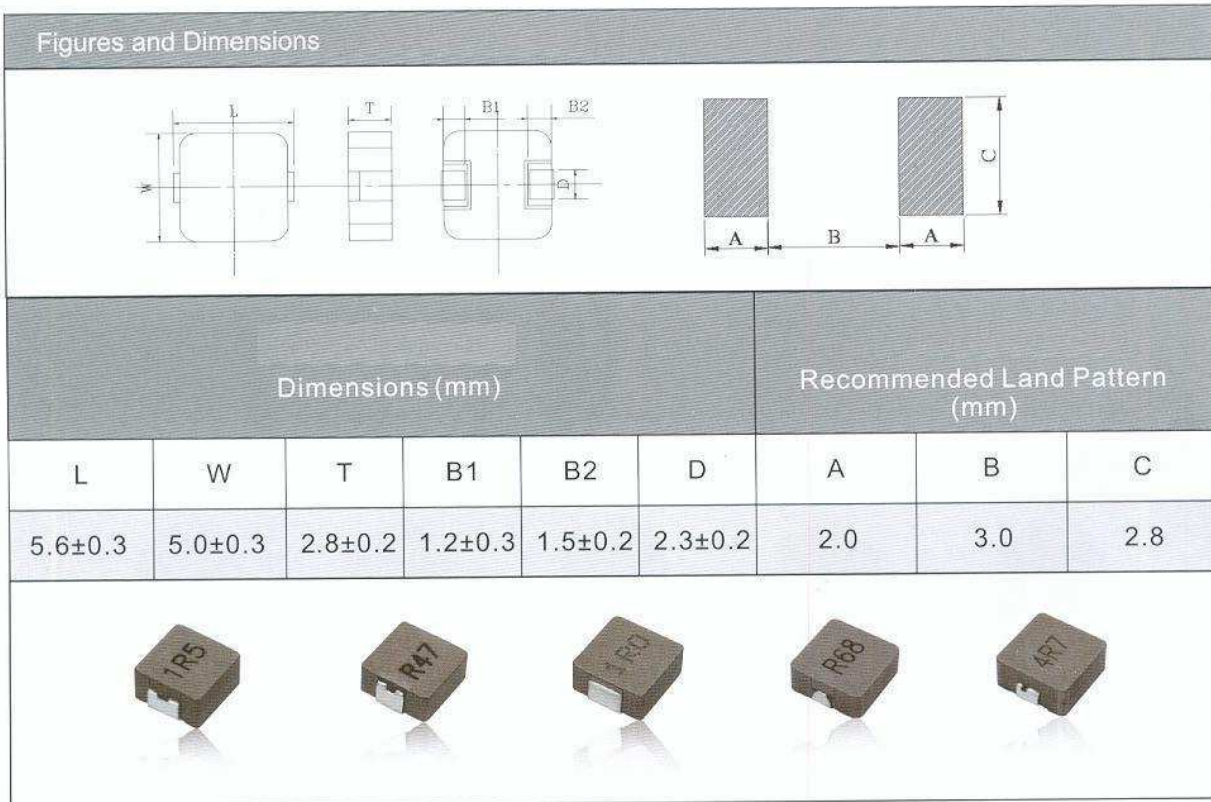 Figures and Dimensions
L
T
B1
B2
W
D
C
A
B
A
Dimensions (mm)
Recommended Land Pattern
(mm)
L W T B1 B2 D A B C
5.6±0.3 5.0±0.3 2.8±0.2 1.2±0.3 1.5±0.2 2.3±0.2 2.0 3.0 2.8
1R5
R47
1R0
R68
4R7